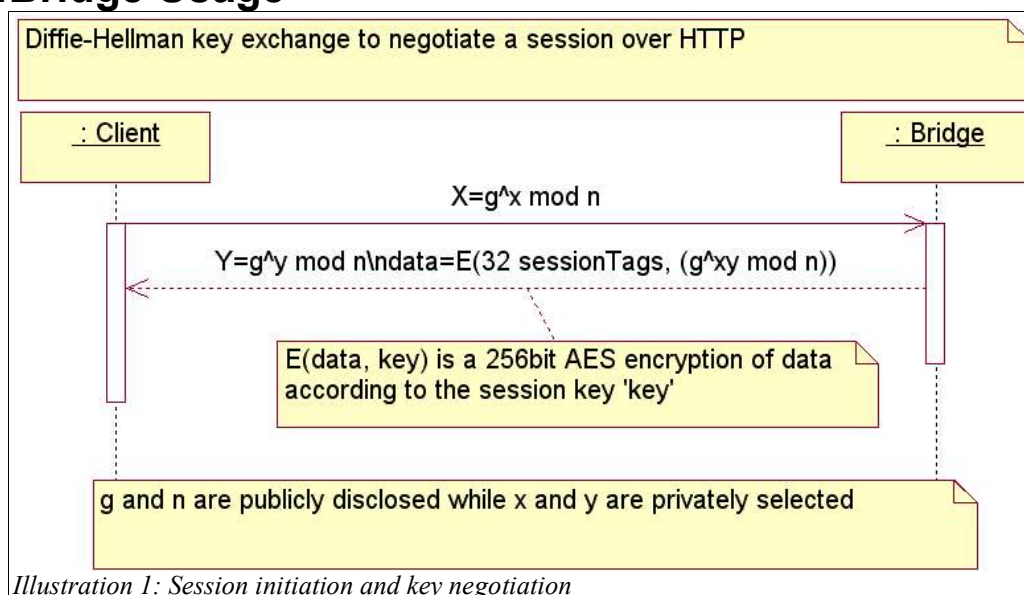 Bridge Usage
Diffie-Hellman key exchange to negotiate a session over HTTP
: Client
: Bridge
X=g^x mod n
Y=g^y mod n\ndata=E(32 sessionTags, (g^xy mod n))
E(data, key) is a 256bit AES encryption of data
according to the session key 'key'
g and n are publicly disclosed while x and y are privately selected
Illustration 1: Session initiation and key negotiation